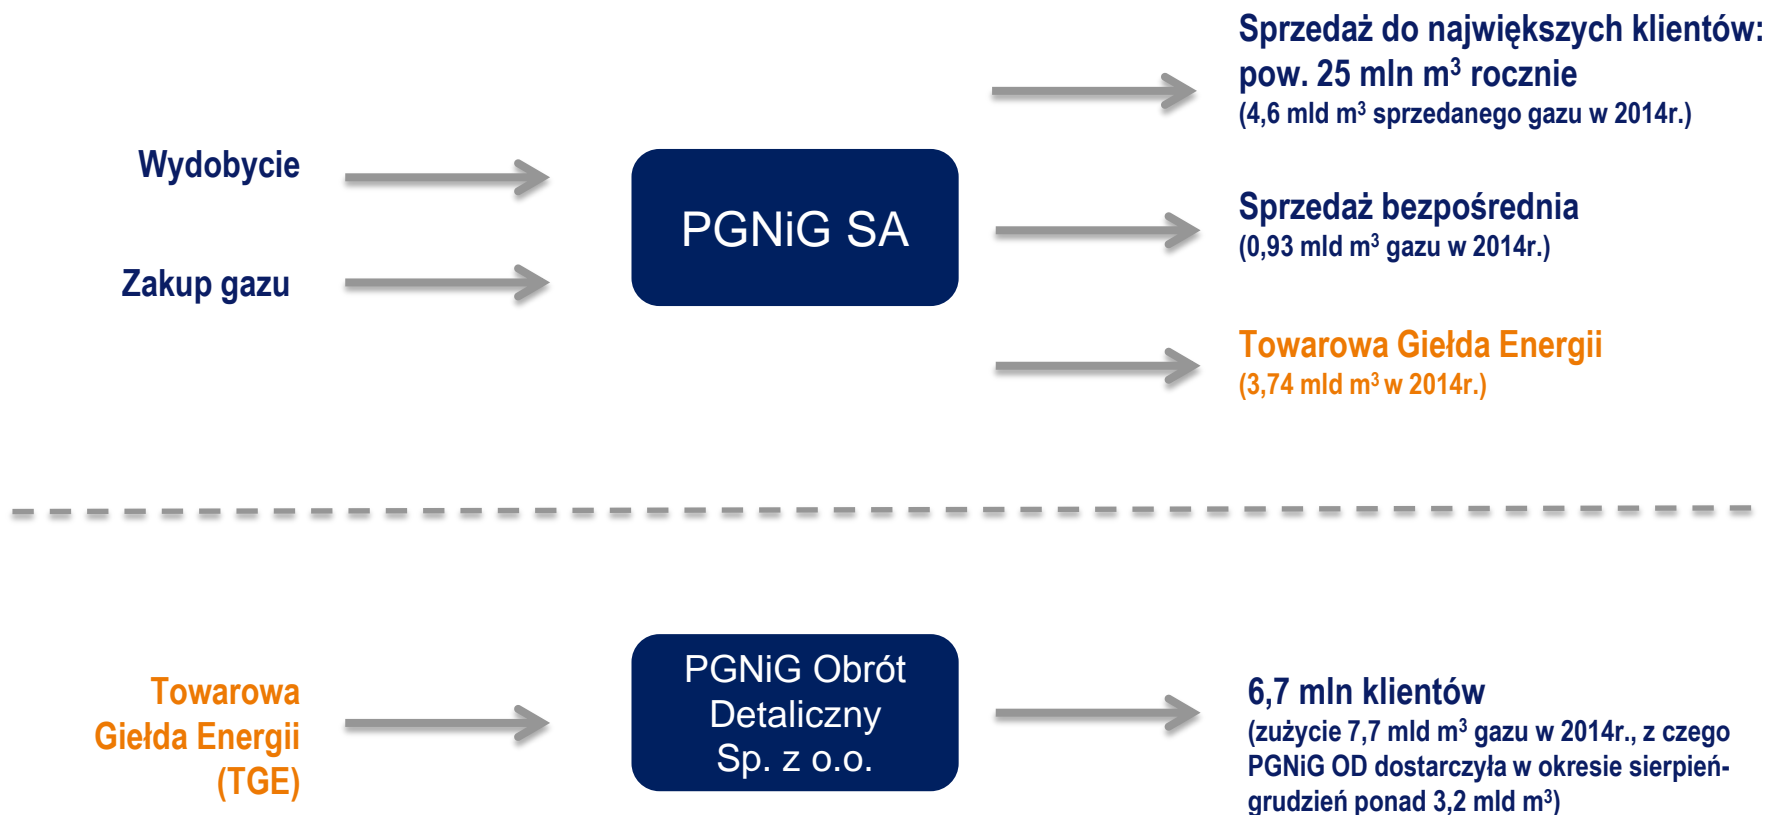 Sprzedaż do największych klientów:
pow. 25 mln m³ rocznie
(4,6 mld m³ sprzedanego gazu w 2014r.)
Wydobycie
PGNiG SA
Sprzedaż bezpośrednia
(0,93 mld m³ gazu w 2014r.)
Zakup gazu
Towarowa Giełda Energii
(3,74 mld m³ w 2014r.)
Towarowa
Giełda Energii
(TGE)
PGNiG Obrót
Detaliczny
Sp. z o.o.
6,7 mln klientów
(zużycie 7,7 mld m³ gazu w 2014r., z czego
PGNiG OD dostarczyła w okresie sierpień-
grudzień ponad 3,2 mld m³)